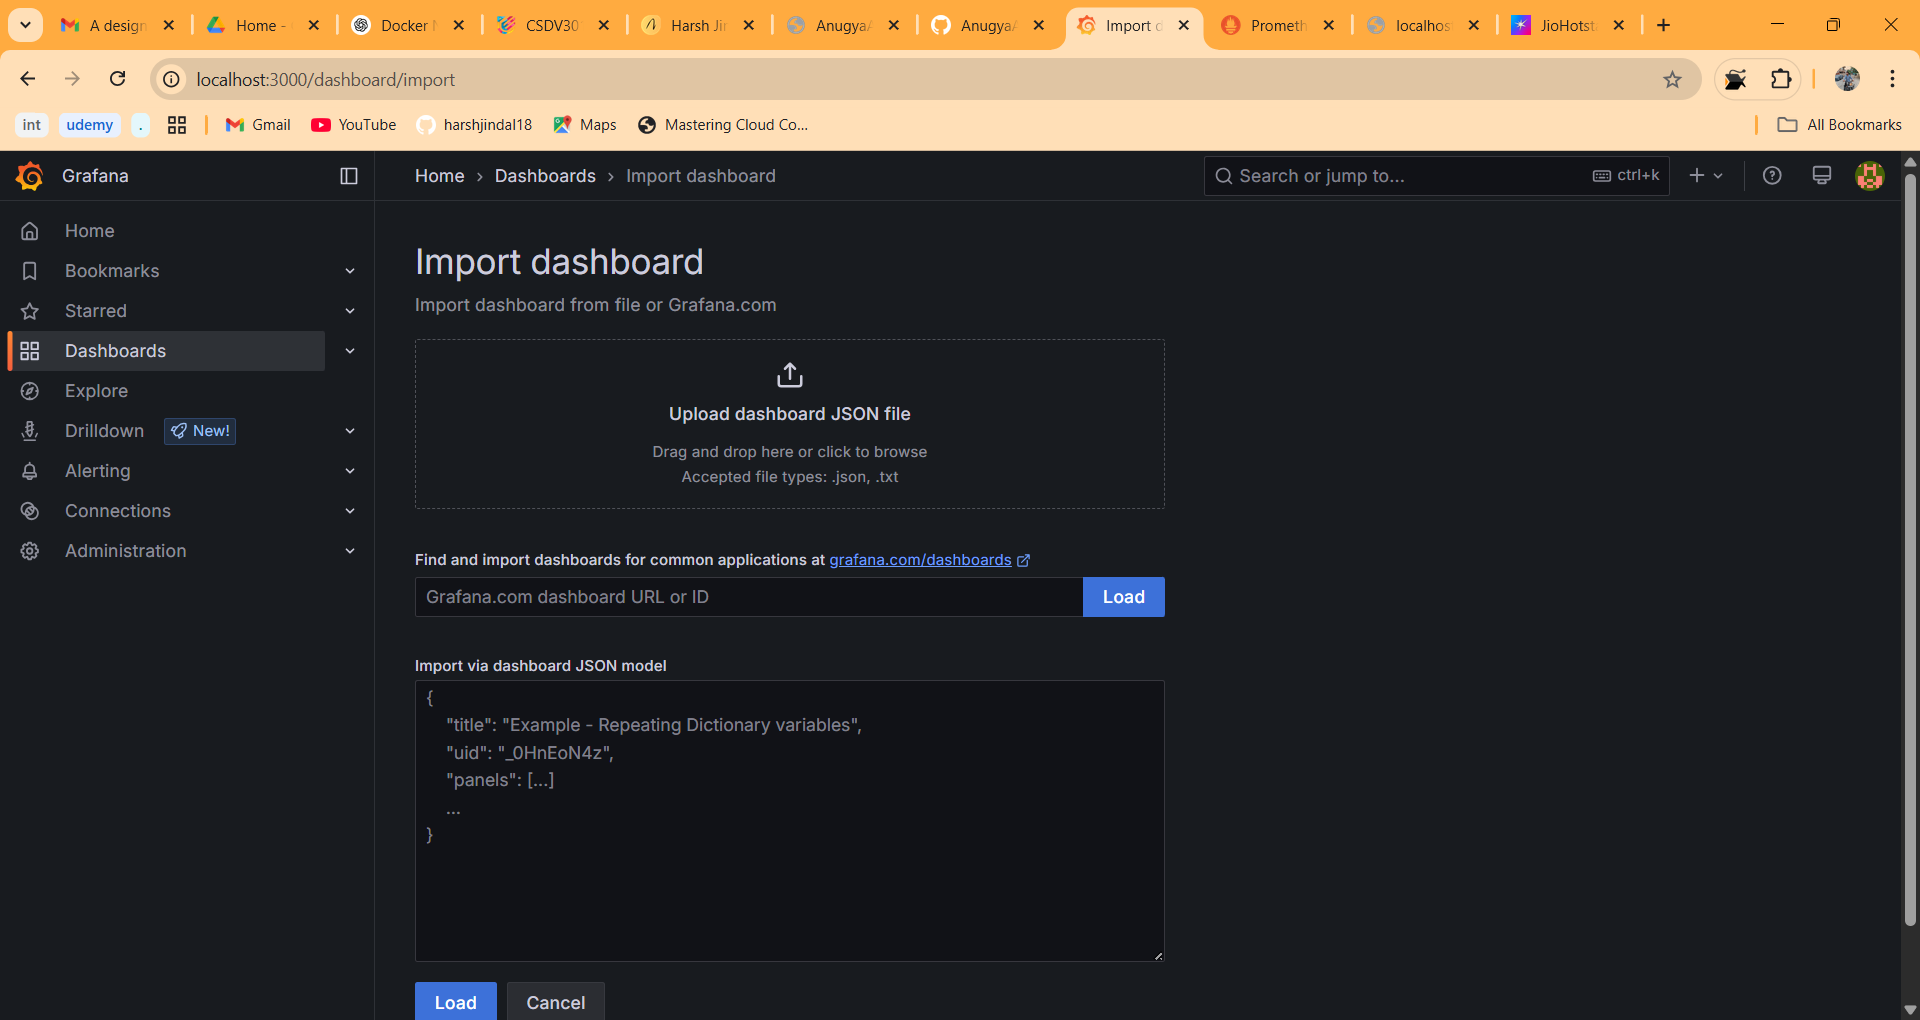 A design
Home -
Docker
CSDV30
Harsh Jin
Anugya
Anugya
Import d
Prometh
localhos
JioHotst
localhost:3000/dashboard/import
int
udemy
.
Gmail
YouTube
harshjindal18
Maps
Mastering Cloud Co...
All Bookmarks
Grafana
Home › Dashboards › Import dashboard
Search or jump to...
ctrl+k
Home
Bookmarks
Starred
Dashboards
Explore
Drilldown
New!
Alerting
Connections
Administration
Import dashboard
Import dashboard from file or Grafana.com
Upload dashboard JSON file
Drag and drop here or click to browse
Accepted file types: .json, .txt
Find and import dashboards for common applications at grafana.com/dashboards
Grafana.com dashboard URL or ID
Load
Import via dashboard JSON model
{
"title": "Example - Repeating Dictionary variables",
"uid": "_0HnEoN4z",
"panels": [...]
...
}
Load
Cancel